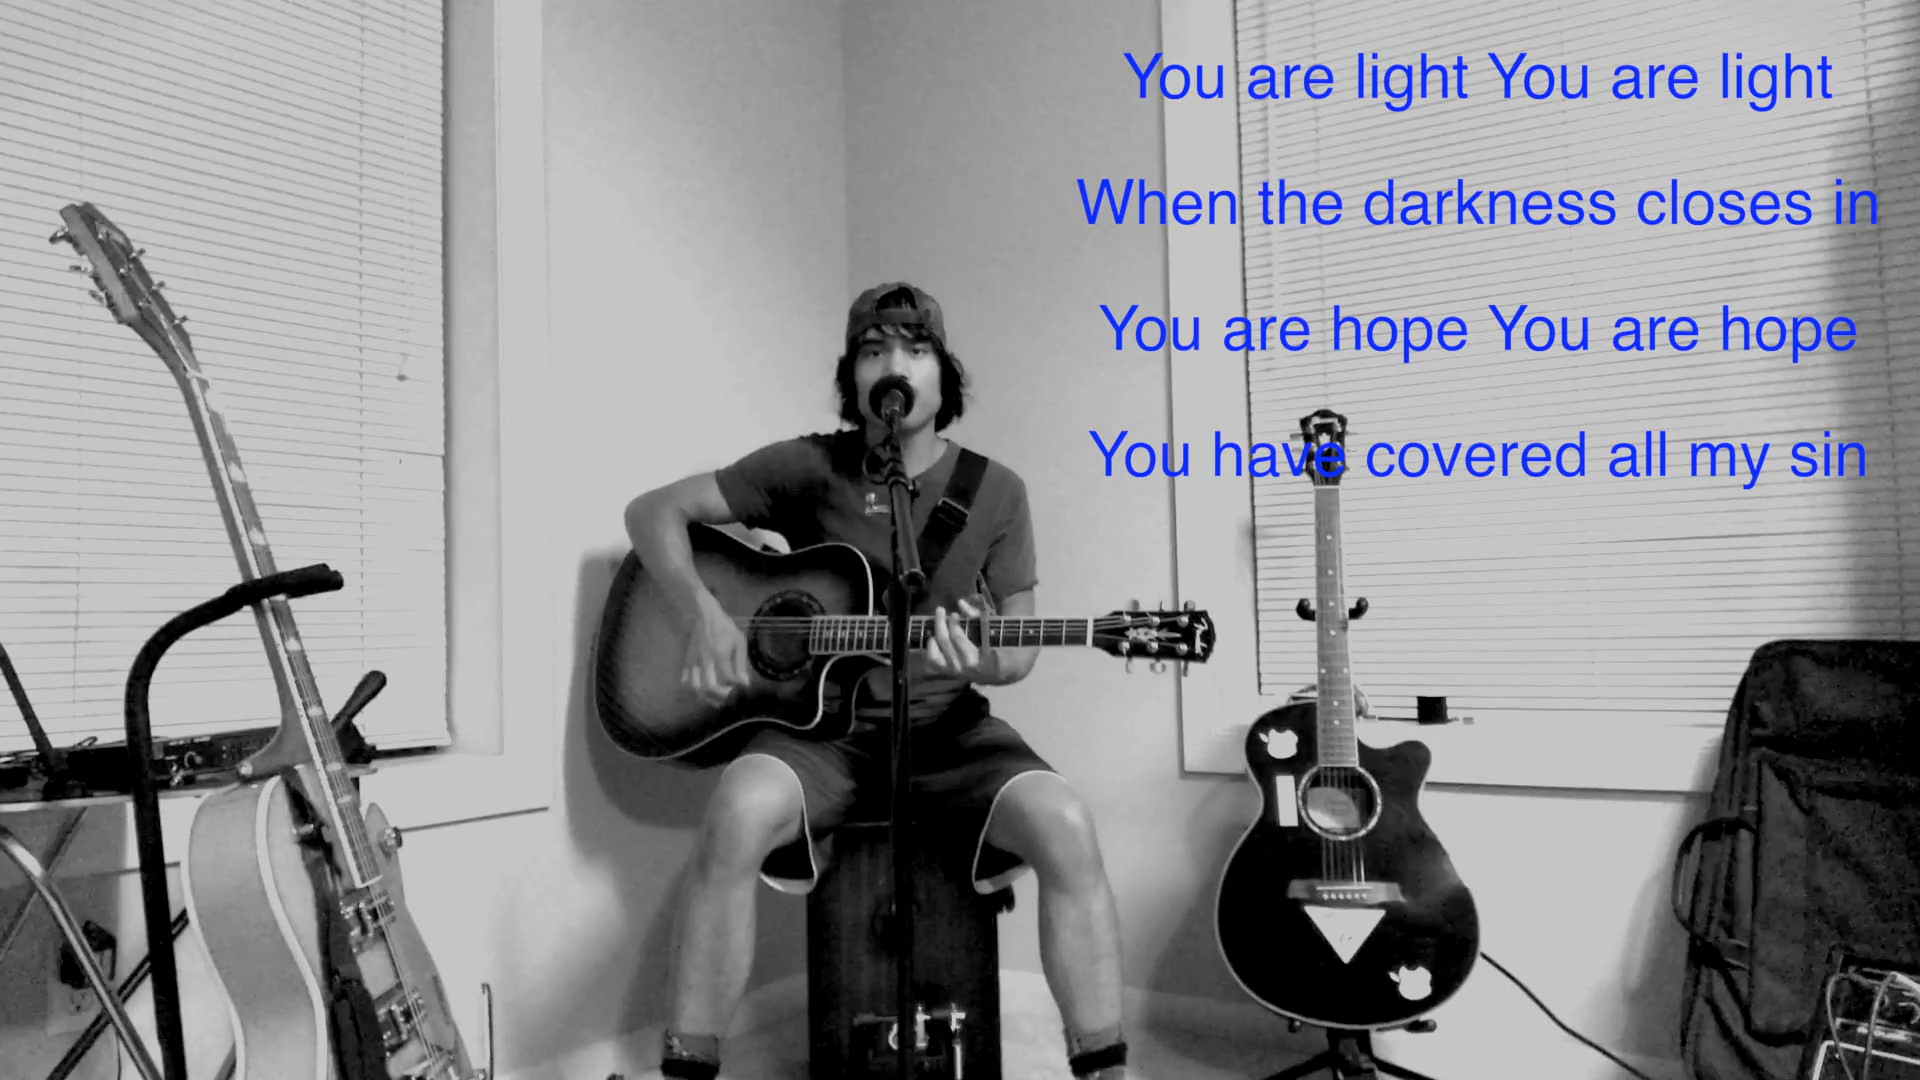 You are light You are light
When the darkness closes in
You are hope You are hope
You have covered all my sin
Fender